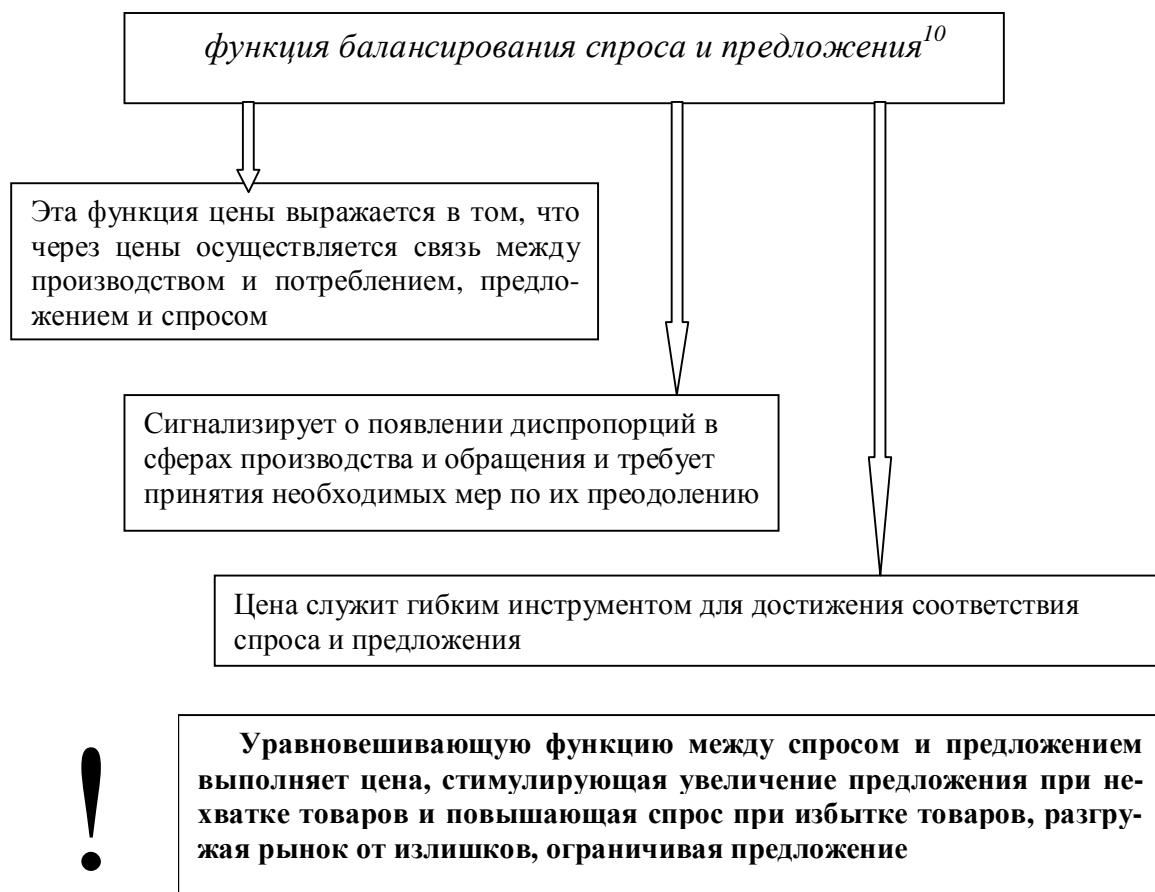 функция балансирования спроса и предложения10
Эта функция цены выражается в том, что
через цены осуществляется связь между
производством и потреблением, предло-
жением и спросом
Сигнализирует о появлении диспропорций в
сферах производства и обращения и требует
принятия необходимых мер по их преодолению
Цена служит гибким инструментом для достижения соответствия
спроса и предложения
!
Уравновешивающую функцию между спросом и предложением
выполняет цена, стимулирующая увеличение предложения при не-
хватке товаров и повышающая спрос при избытке товаров, разгру-
жая рынок от излишков, ограничивая предложение